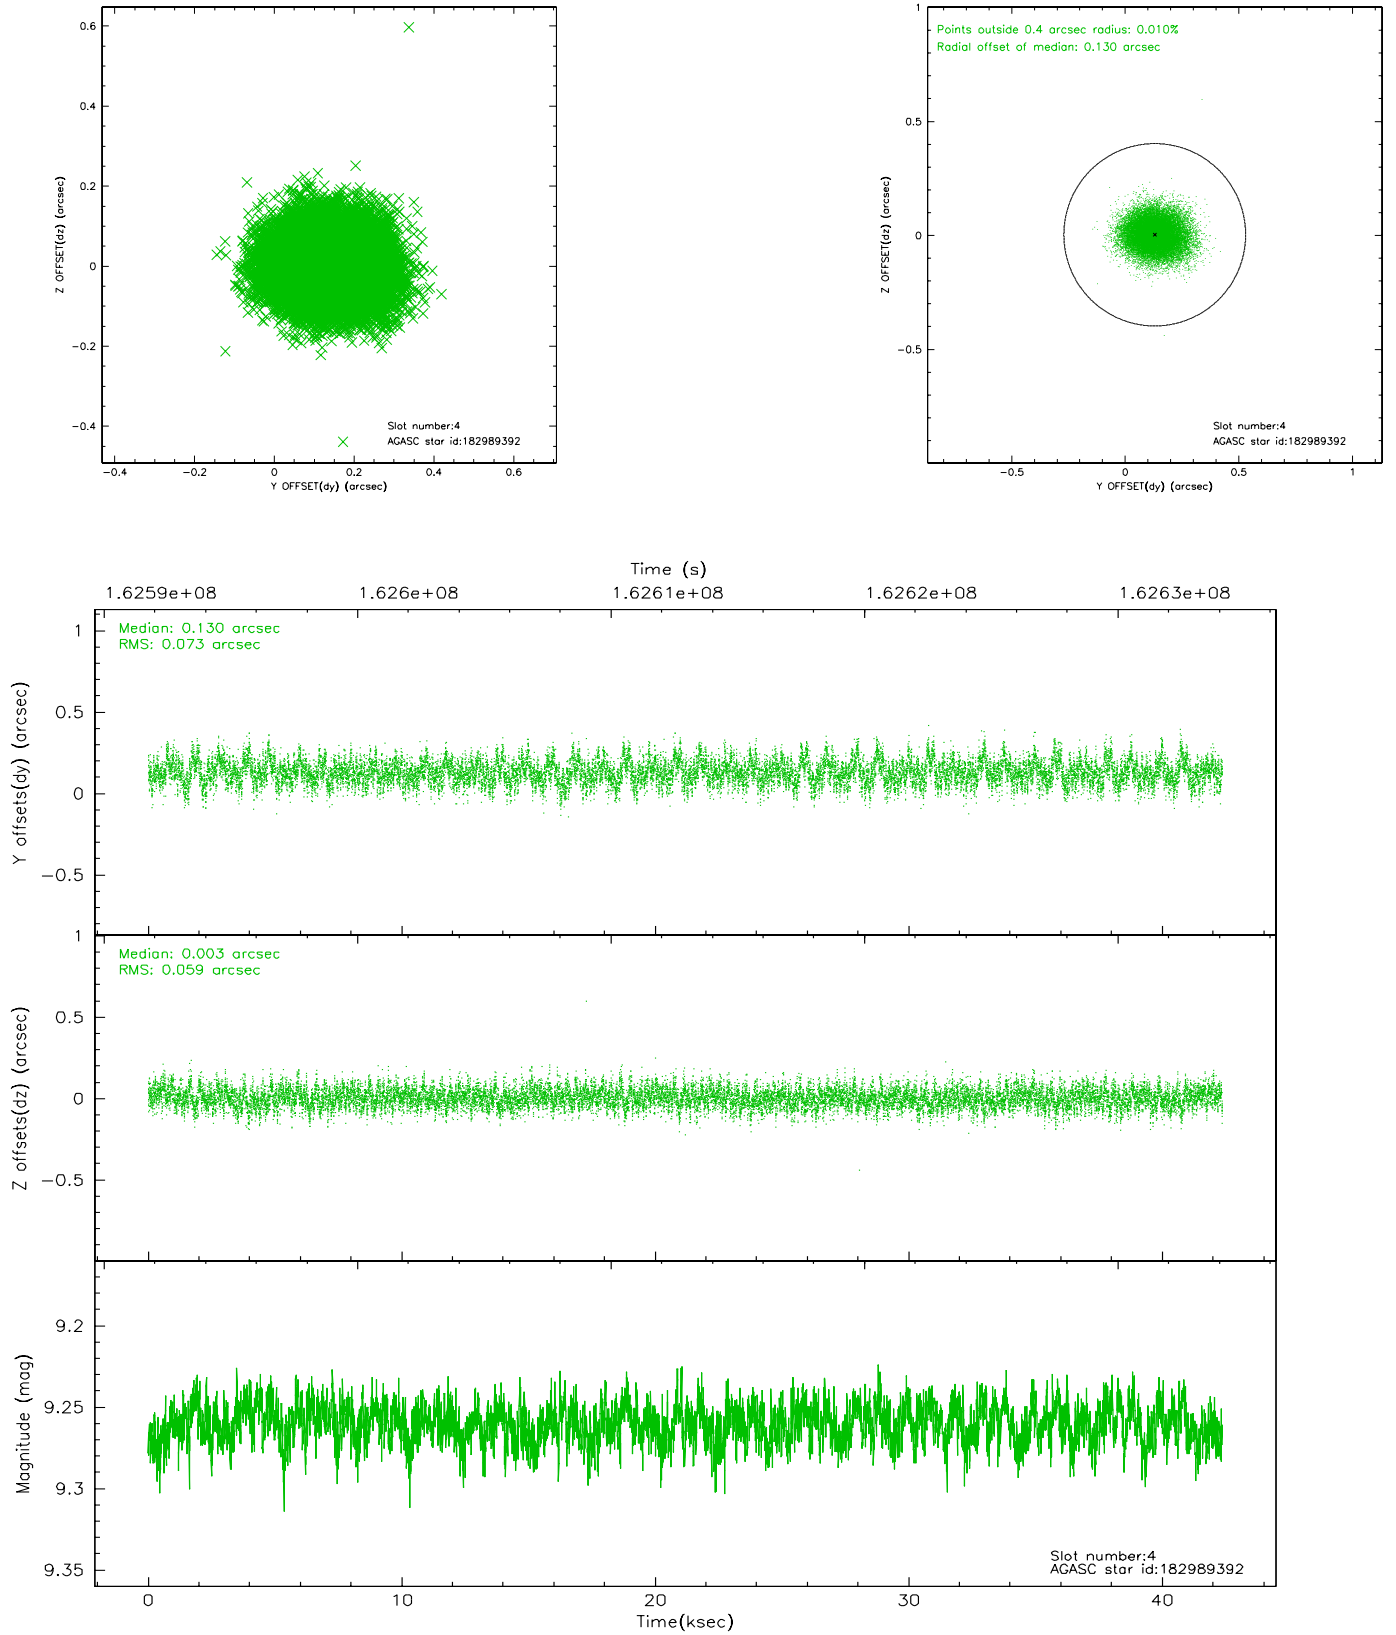 0.6
0.4
0.2
0
−0.2
−0.4
Z OFFSET(dz) (arcsec)
Slot number:4
AGASC star id:182989392
−0.4 −0.2 0 0.2 0.4 0.6
Y OFFSET(dy) (arcsec)
1
0.5
0
−0.5
Z OFFSET(dz) (arcsec)
Points outside 0.4 arcsec radius: 0.010%
Radial offset of median: 0.130 arcsec
Slot number:4
AGASC star id:182989392
−0.5 0 0.5 1
Y OFFSET(dy) (arcsec)
Time (s)
1.6259e+08 1.626e+08 1.6261e+08 1.6262e+08 1.6263e+08
Median: 0.130 arcsec
RMS: 0.073 arcsec
1
0.5
0
−0.5
Y offsets(dy) (arcsec)
Median: 0.003 arcsec
RMS: 0.059 arcsec
1
0.5
0
−0.5
Z offsets(dz) (arcsec)
9.2
9.25
9.3
9.35
Magnitude (mag)
Slot number:4
AGASC star id:182989392
0 10 20 30 40
Time(ksec)